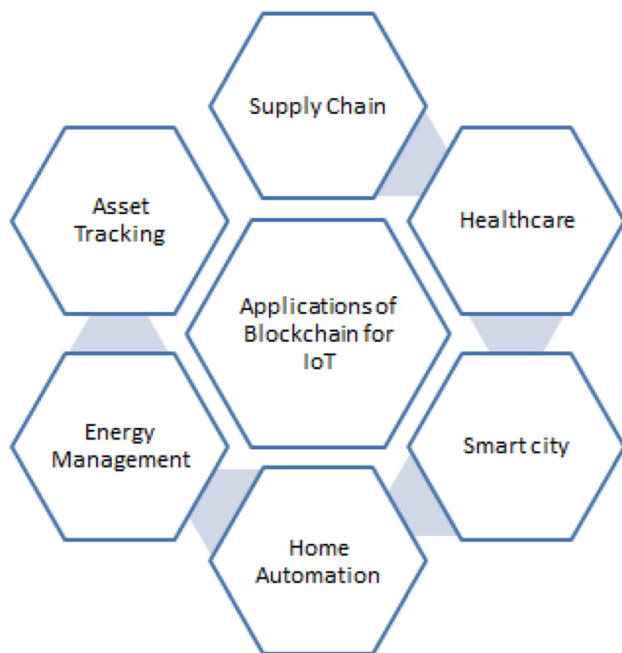 Supply Chain
Asset
Tracking
Healthcare
Applications of
Blockchain for
IoT
Energy
Management
Smart city
Home
Automation